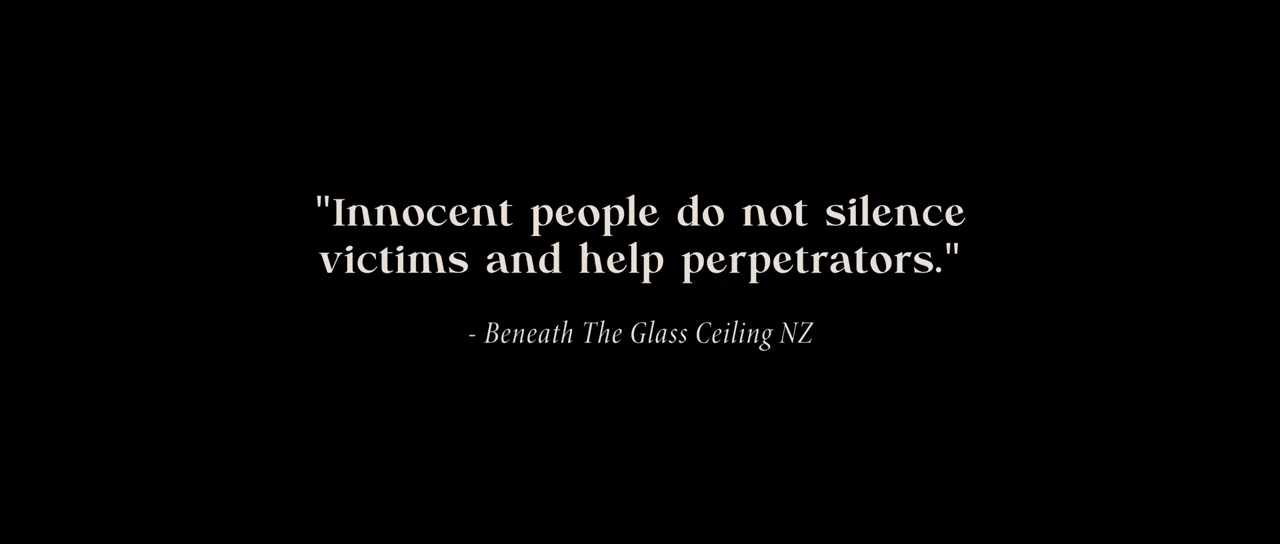 "Innocent people do not silence
victims and help perpetrators."
- Beneath The Glass Ceiling NZ